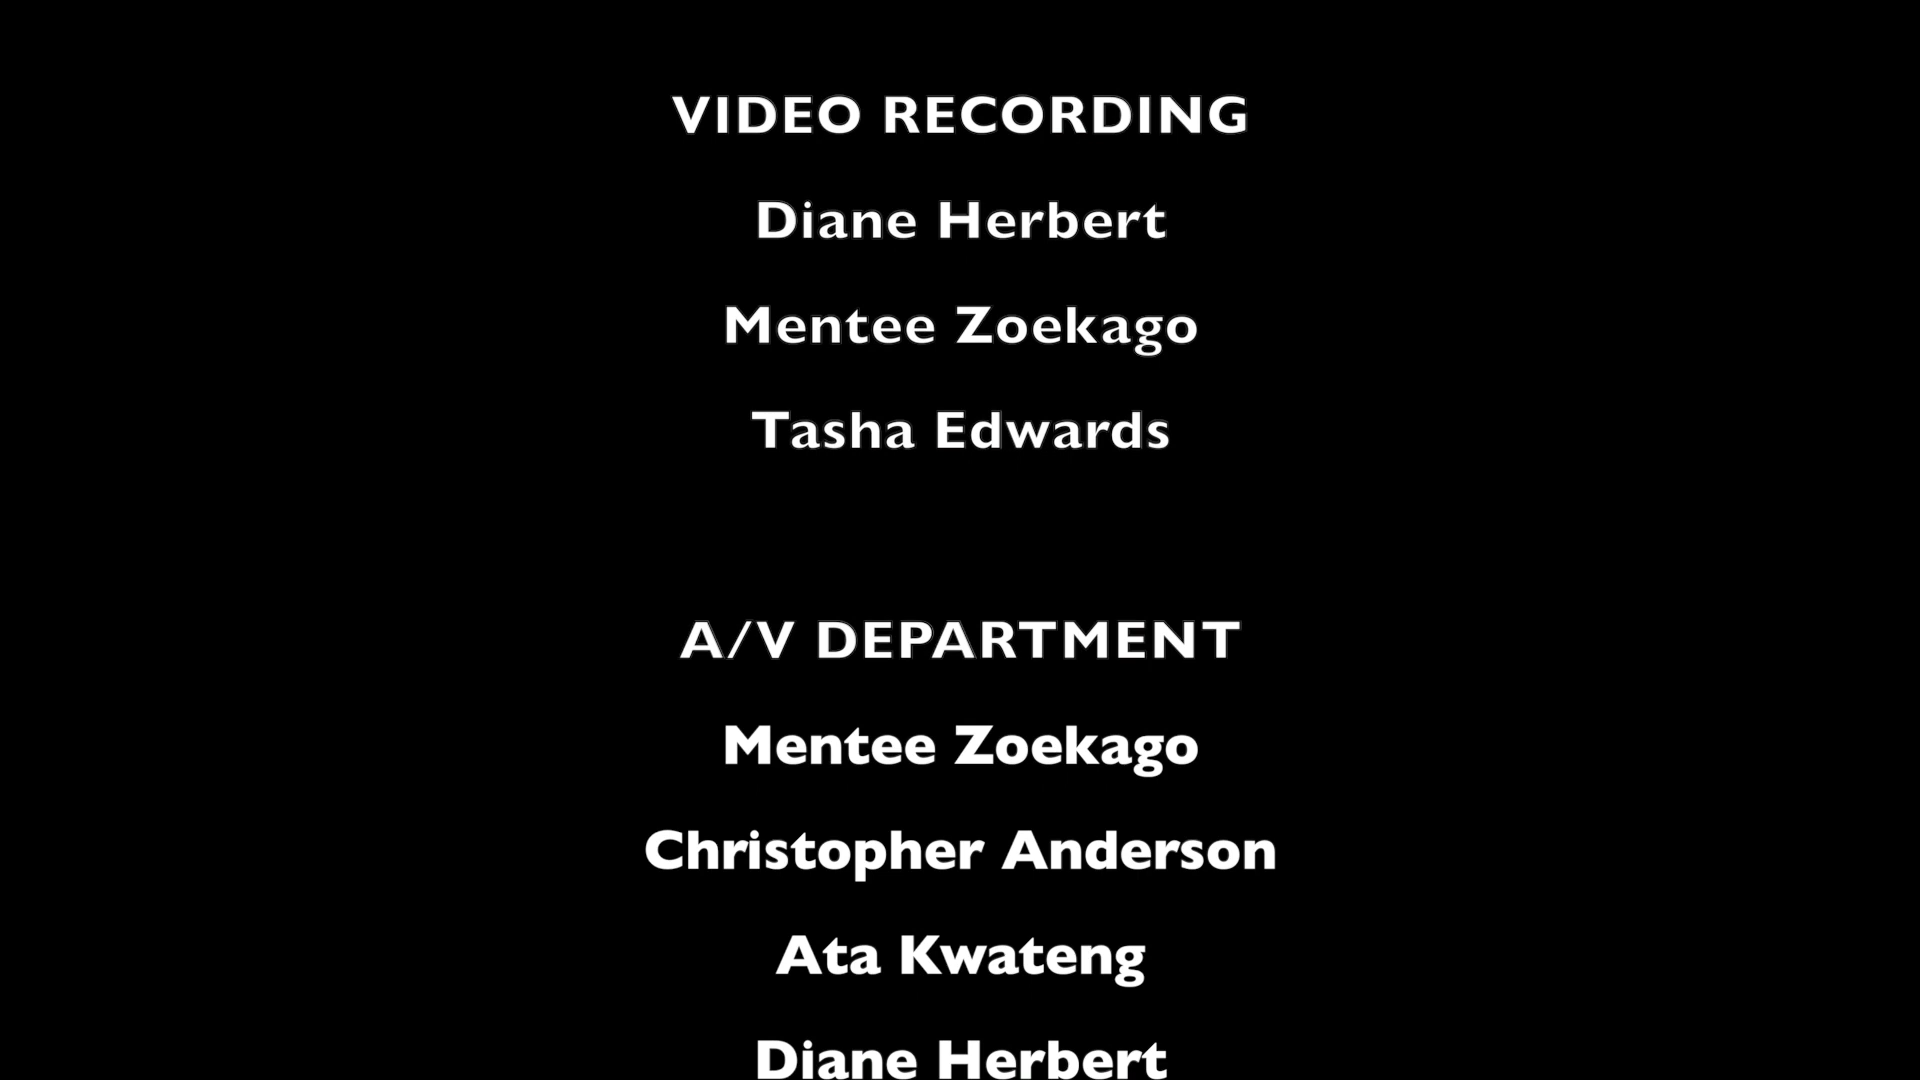 VIDEO RECORDING
Diane Herbert
Mentee Zoekago
Tasha Edwards
A/V DEPARTMENT
Mentee Zoekago
Christopher Anderson
Ata Kwateng
Diane Herbert